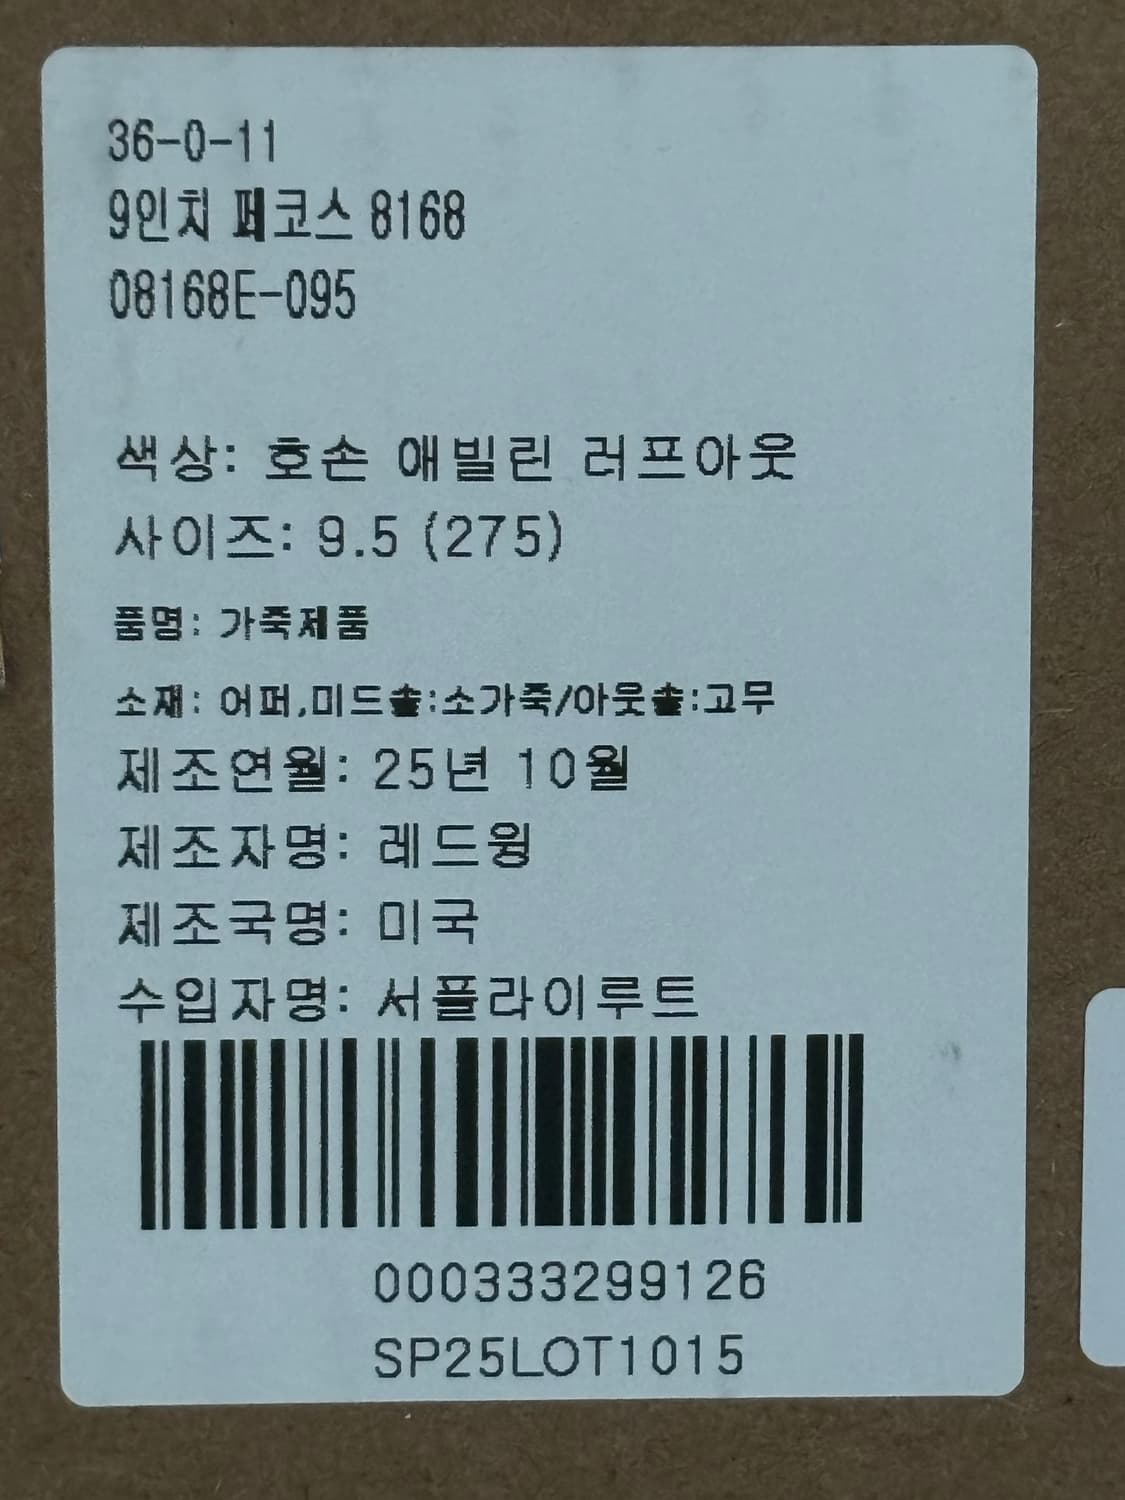 36-0-11
9인치 페코스 8168
08168E-095
색상: 호손 애빌린 러프아웃
사이즈: 9.5 (275)
품명: 가죽제품
소재: 어퍼,미드솔:소가죽/아웃솔:고무
제조연월: 25년 10월
제조자명: 레드윙
제조국명: 미국
수입자명: 서플라이루트
000333299126
SP25LOT1015